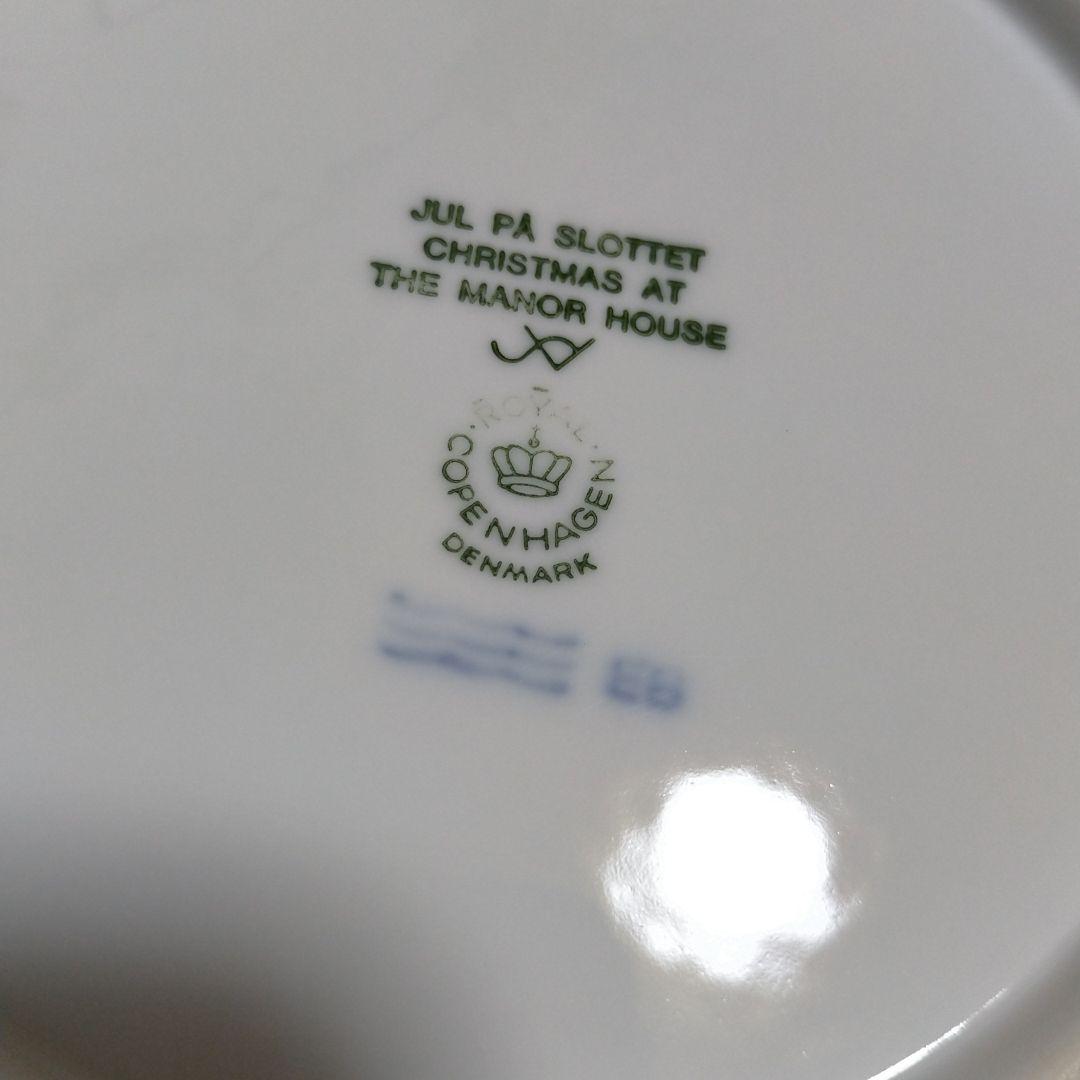 JUL PÅ SLOTTET
CHRISTMAS AT
THE MANOR HOUSE
ROYAL
COPENHAGEN
DENMARK